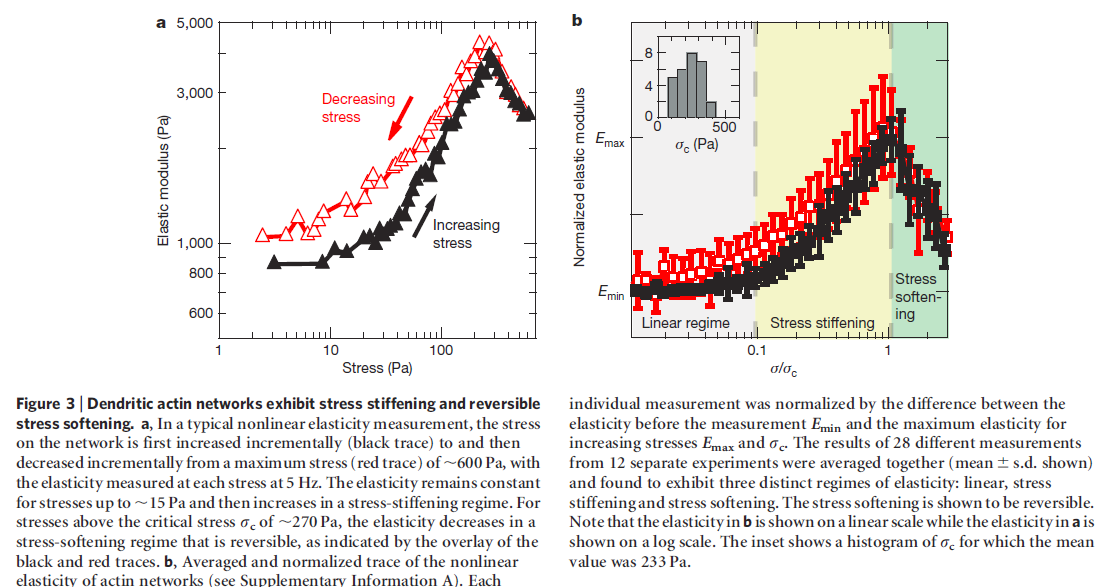 a
5,000
3,000
1,000
800
600
Elastic modulus (Pa)
Decreasing
stress
Increasing
stress
1
10
100
Stress (Pa)
b
Normalized elastic modulus
Emax
Emin
8
4
0
0
500
σc (Pa)
Linear regime
Stress stiffening
Stress
soften-
ing
0.1
1
σ/σc
Figure 3 | Dendritic actin networks exhibit stress stiffening and reversible
stress softening. a, In a typical nonlinear elasticity measurement, the stress
on the network is first increased incrementally (black trace) to and then
decreased incrementally from a maximum stress (red trace) of ~600 Pa, with
the elasticity measured at each stress at 5 Hz. The elasticity remains constant
for stresses up to ~15 Pa and then increases in a stress-stiffening regime. For
stresses above the critical stress σc of ~270 Pa, the elasticity decreases in a
stress-softening regime that is reversible, as indicated by the overlay of the
black and red traces. b, Averaged and normalized trace of the nonlinear
elasticity of actin networks (see Supplementary Information A). Each
individual measurement was normalized by the difference between the
elasticity before the measurement Emin and the maximum elasticity for
increasing stresses Emax and σc. The results of 28 different measurements
from 12 separate experiments were averaged together (mean ± s.d. shown)
and found to exhibit three distinct regimes of elasticity: linear, stress
stiffening and stress softening. The stress softening is shown to be reversible.
Note that the elasticity in b is shown on a linear scale while the elasticity in a is
shown on a log scale. The inset shows a histogram of σc for which the mean
value was 233 Pa.